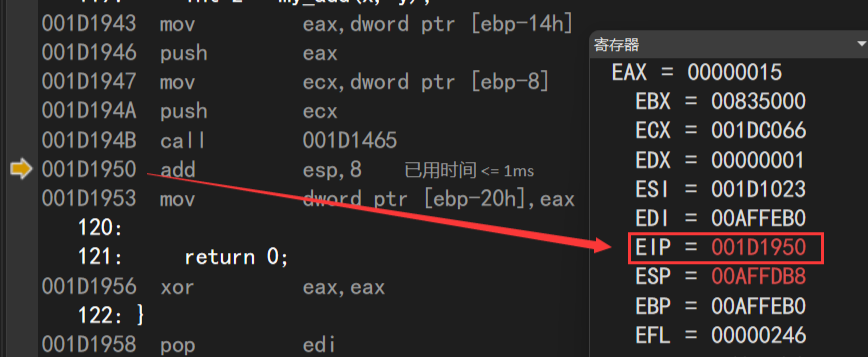 001D1943  mov         eax,dword ptr [ebp-14h]
001D1946  push        eax
001D1947  mov         ecx,dword ptr [ebp-8]
001D194A  push        ecx
001D194B  call        001D1465
001D1950  add         esp,8  已用时间 <= 1ms
001D1953  mov         dword ptr [ebp-20h],eax
120:
121:     return 0;
001D1956  xor         eax,eax
122: }
001D1958  pop         edi
寄存器
EAX = 00000015
EBX = 00835000
ECX = 001DC066
EDX = 00000001
ESI = 001D1023
EDI = 00AFFEB0
EIP = 001D1950
ESP = 00AFFDB8
EBP = 00AFFEB0
EFL = 00000246